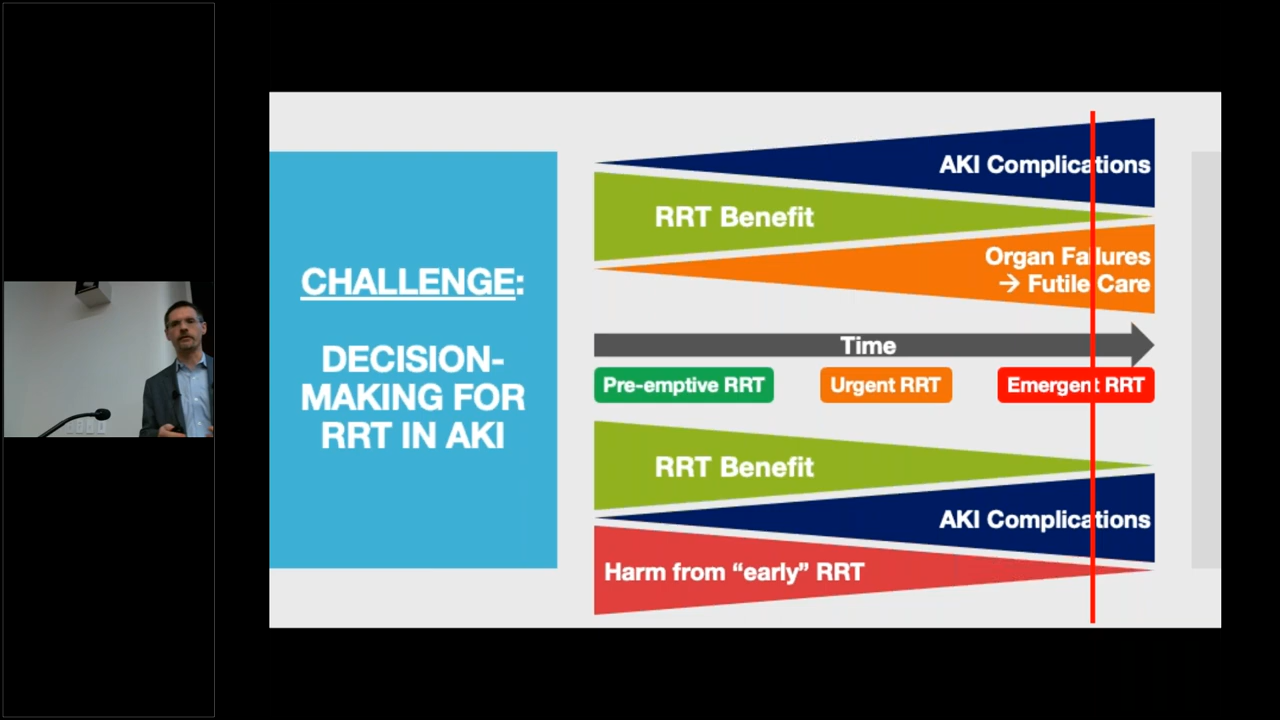 CHALLENGE:
DECISION-
MAKING FOR
RRT IN AKI
AKI Complications
RRT Benefit
Organ Failures
→ Futile Care
Time
Pre-emptive RRT
Urgent RRT
Emergent RRT
RRT Benefit
AKI Complications
Harm from “early” RRT